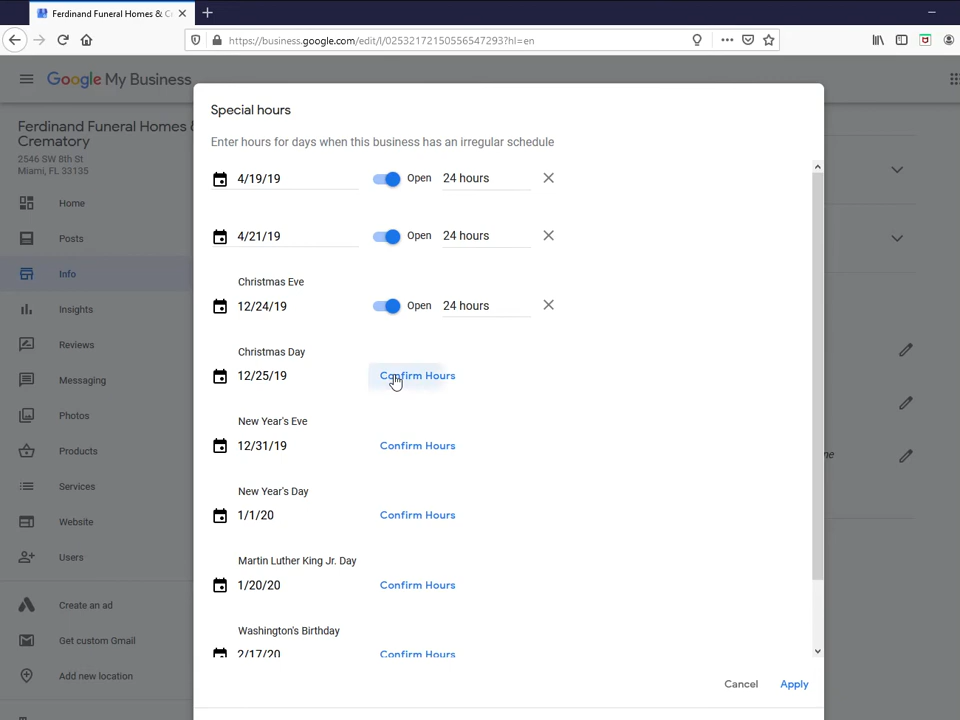 Ferdinand Funeral Homes & C
https://business.google.com/edit/l/02532172150556547293?hl=en
Google My Business
Ferdinand Funeral Homes &
Crematory
2546 SW 8th St
Miami, FL 33135
Home
Posts
Info
Insights
Reviews
Messaging
Photos
Products
Services
Website
Users
Create an ad
Get custom Gmail
Add new location
Special hours
Enter hours for days when this business has an irregular schedule
4/19/19 Open 24 hours
4/21/19 Open 24 hours
Christmas Eve
12/24/19 Open 24 hours
Christmas Day
12/25/19 Confirm Hours
New Year's Eve
12/31/19 Confirm Hours
New Year's Day
1/1/20 Confirm Hours
Martin Luther King Jr. Day
1/20/20 Confirm Hours
Washington's Birthday
2/17/20 Confirm Hours
Cancel Apply